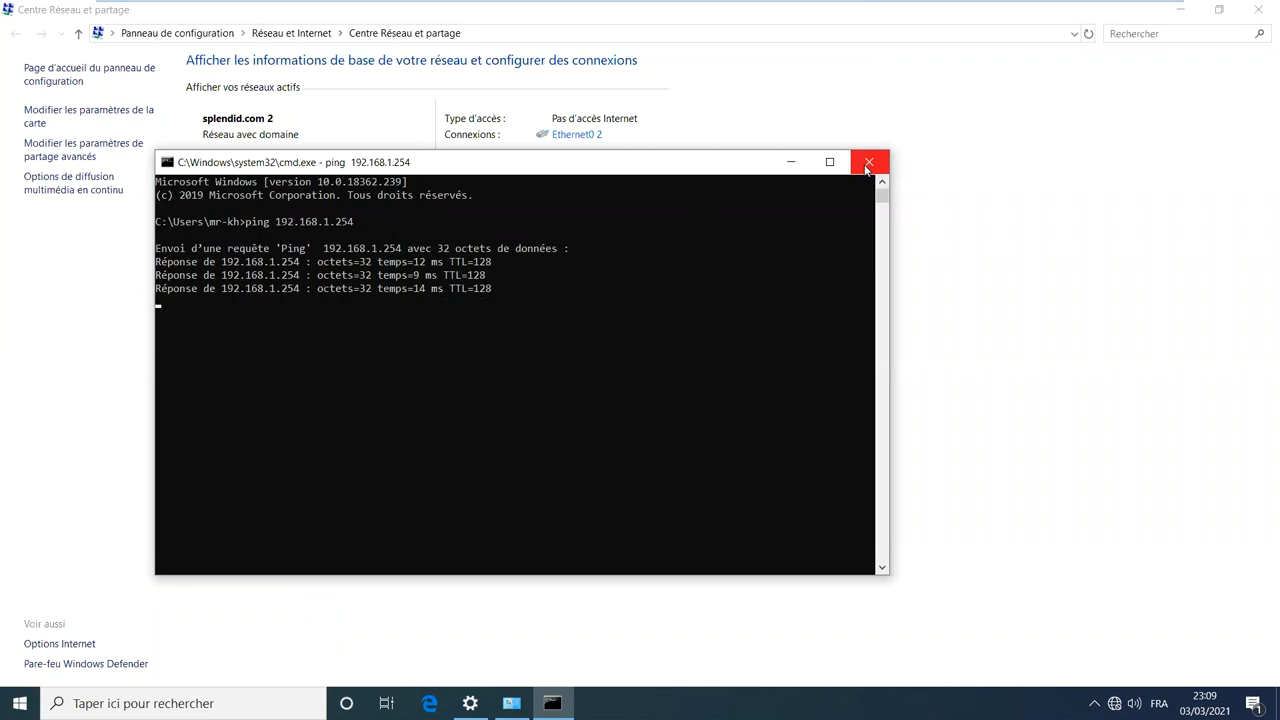 Centre Réseau et partage
Panneau de configuration > Réseau et Internet > Centre Réseau et partage
Rechercher
Page d'accueil du panneau de
configuration
Modifier les paramètres de la
carte
Modifier les paramètres de
partage avancés
Options de diffusion
multimédia en continu
Afficher les informations de base de votre réseau et configurer des connexions
Afficher vos réseaux actifs
splendid.com 2
Réseau avec domaine
Type d'accès : Pas d'accès Internet
Connexions : Ethernet0 2
C:\Windows\system32\cmd.exe - ping 192.168.1.254
Microsoft Windows [version 10.0.18362.239]
(c) 2019 Microsoft Corporation. Tous droits réservés.
C:\Users\mr-kh>ping 192.168.1.254
Envoi d’une requête 'Ping'  192.168.1.254 avec 32 octets de données :
Réponse de 192.168.1.254 : octets=32 temps=12 ms TTL=128
Réponse de 192.168.1.254 : octets=32 temps=9 ms TTL=128
Réponse de 192.168.1.254 : octets=32 temps=14 ms TTL=128
Voir aussi
Options Internet
Pare-feu Windows Defender
Taper ici pour rechercher
FRA
23:09
03/03/2021
1